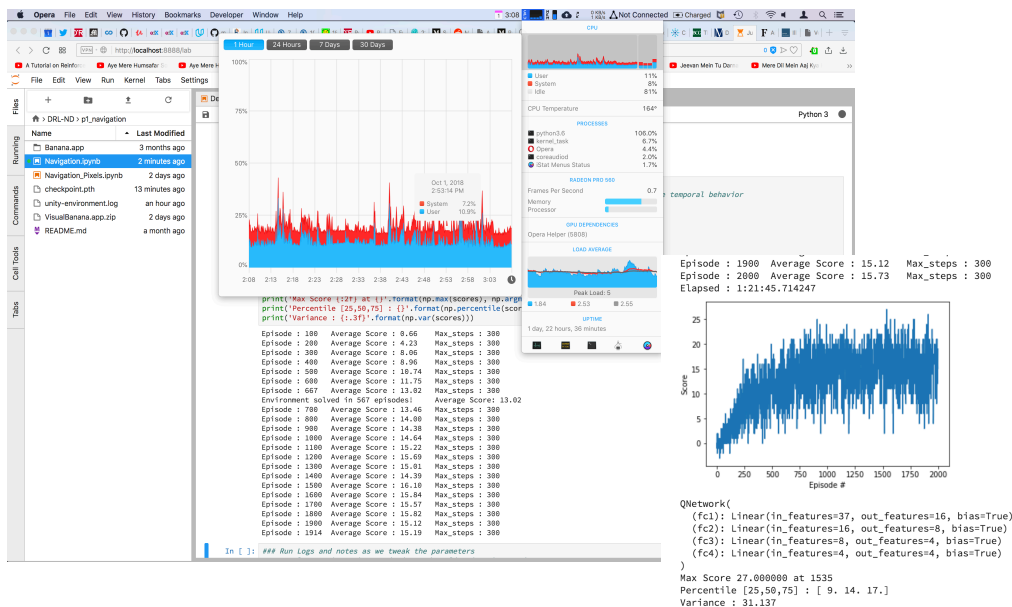 Opera File Edit View History Bookmarks Developer Window Help
3:08
Not Connected
Charged
http://localhost:8888/lab
VPN
A Tutorial on Reinforc
Aye Mere Humsafar
Aye Mere H
Jeevan Mein Tu Darna
Mere Dil Mein Aaj Kya
File Edit View Run Kernel Tabs Settings
Files
Running
Commands
Cell Tools
Tabs
> DRL-ND > p1_navigation
Name Last Modified
Banana.app 3 months ago
Navigation.ipynb 2 minutes ago
Navigation_Pixels.ipynb 2 days ago
checkpoint.pth 13 minutes ago
unity-environment.log an hour ago
VisualBanana.app.zip 2 days ago
README.md a month ago
1 Hour 24 Hours 7 Days 30 Days
100%
75%
50%
25%
0%
2:08 2:13 2:18 2:23 2:28 2:33 2:38 2:43 2:48 2:53 2:58 3:03
Oct 1, 2018
2:53:14 PM
System 7.2%
User 10.9%
CPU
User 11%
System 8%
Idle 81%
CPU Temperature 164°
PROCESSES
python3.6 106.0%
kernel_task 6.7%
Opera 4.4%
coreaudiod 2.0%
iStat Menus Status 1.7%
RADEON PRO 560
Frames Per Second 0.7
Memory
Processor
GPU DEPENDENCIES
Opera Helper (5808)
LOAD AVERAGE
Peak Load: 5
1.84 2.53 2.55
UPTIME
1 day, 22 hours, 36 minutes
Python 3
temporal behavior
print('Max Score {:2f} at {}'.format(np.max(scores), np.argm
print('Percentile [25,50,75] : {}'.format(np.percentile(scor
print('Variance : {:.3f}'.format(np.var(scores)))
Episode : 100 Average Score : 0.66 Max_steps : 300
Episode : 200 Average Score : 4.23 Max_steps : 300
Episode : 300 Average Score : 8.06 Max_steps : 300
Episode : 400 Average Score : 8.96 Max_steps : 300
Episode : 500 Average Score : 10.74 Max_steps : 300
Episode : 600 Average Score : 11.75 Max_steps : 300
Episode : 667 Average Score : 13.02 Max_steps : 300
Environment solved in 567 episodes! Average Score: 13.02
Episode : 700 Average Score : 13.46 Max_steps : 300
Episode : 800 Average Score : 14.00 Max_steps : 300
Episode : 900 Average Score : 14.38 Max_steps : 300
Episode : 1000 Average Score : 14.64 Max_steps : 300
Episode : 1100 Average Score : 15.22 Max_steps : 300
Episode : 1200 Average Score : 15.69 Max_steps : 300
Episode : 1300 Average Score : 15.01 Max_steps : 300
Episode : 1400 Average Score : 14.39 Max_steps : 300
Episode : 1500 Average Score : 16.10 Max_steps : 300
Episode : 1600 Average Score : 15.84 Max_steps : 300
Episode : 1700 Average Score : 15.57 Max_steps : 300
Episode : 1800 Average Score : 15.82 Max_steps : 300
Episode : 1900 Average Score : 15.12 Max_steps : 300
Episode : 1914 Average Score : 15.19 Max_steps : 300
In [ ]: ### Run Logs and notes as we tweak the parameters
Episode : 1900 Average Score : 15.12 Max_steps : 300
Episode : 2000 Average Score : 15.73 Max_steps : 300
Elapsed : 1:21:45.714247
25
20
15
10
5
0
Score
0 250 500 750 1000 1250 1500 1750 2000
Episode #
QNetwork(
(fc1): Linear(in_features=37, out_features=16, bias=True)
(fc2): Linear(in_features=16, out_features=8, bias=True)
(fc3): Linear(in_features=8, out_features=4, bias=True)
(fc4): Linear(in_features=4, out_features=4, bias=True)
)
Max Score 27.000000 at 1535
Percentile [25,50,75] : [ 9. 14. 17.]
Variance : 31.137